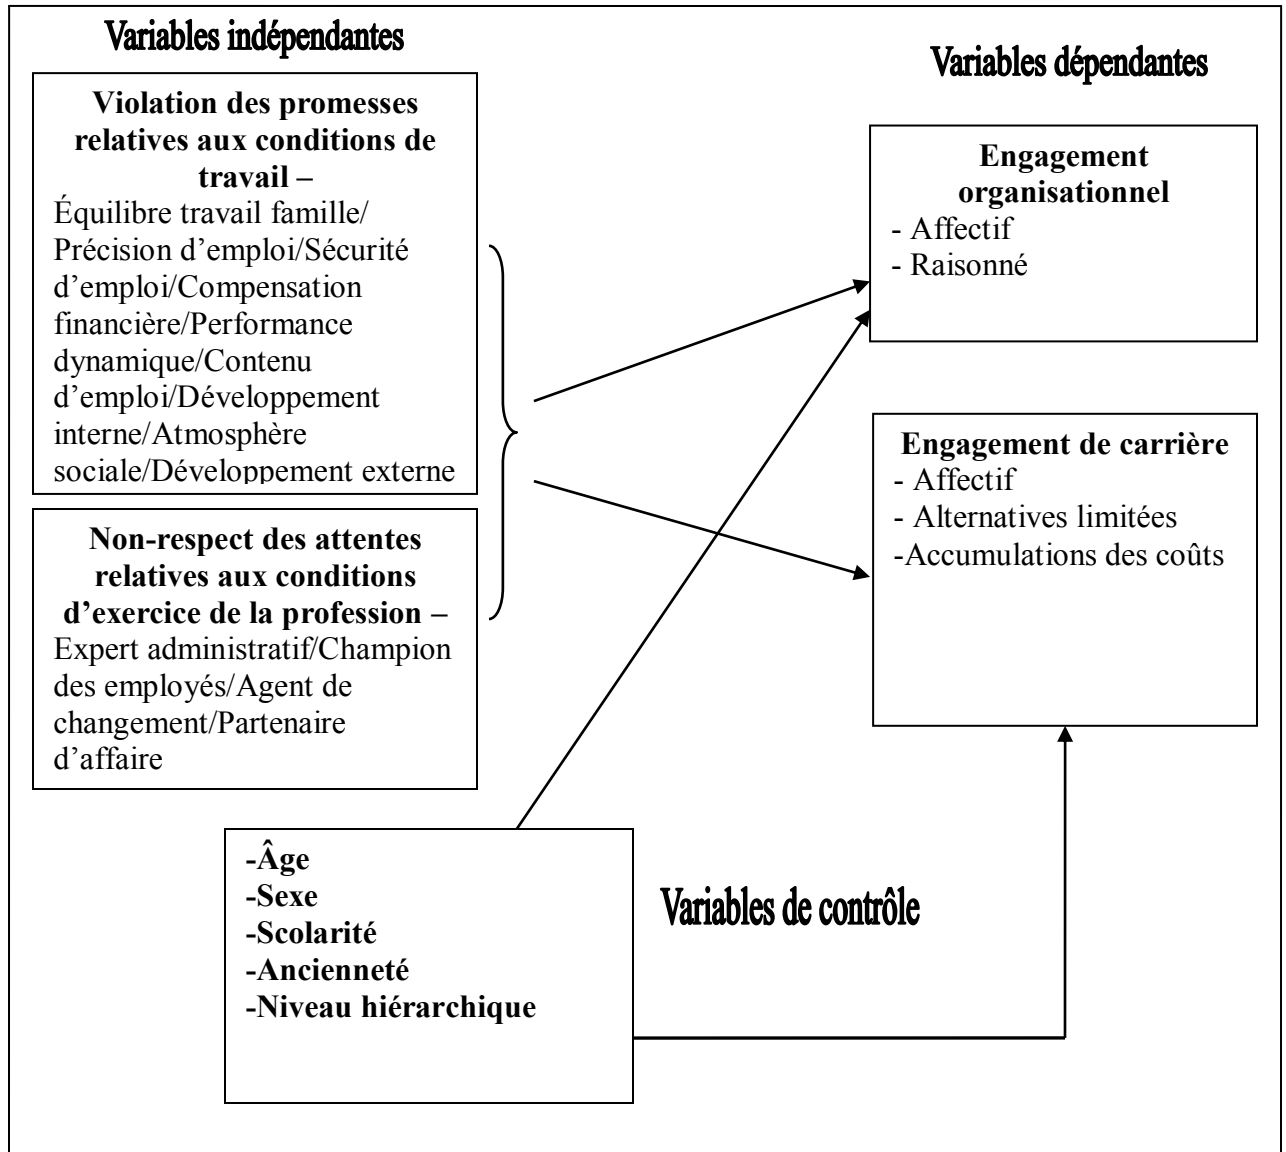 Variables indépendantes
Violation des promesses
relatives aux conditions de
travail –
Équilibre travail famille/
Précision d’emploi/Sécurité
d’emploi/Compensation
financière/Performance
dynamique/Contenu
d’emploi/Développement
interne/Atmosphère
sociale/Développement externe
Non-respect des attentes
relatives aux conditions
d’exercice de la profession –
Expert administratif/Champion
des employés/Agent de
changement/Partenaire
d’affaire
Variables dépendantes
Engagement
organisationnel
- Affectif
- Raisonné
Engagement de carrière
- Affectif
- Alternatives limitées
-Accumulations des coûts
-Âge
-Sexe
-Scolarité
-Ancienneté
-Niveau hiérarchique
Variables de contrôle